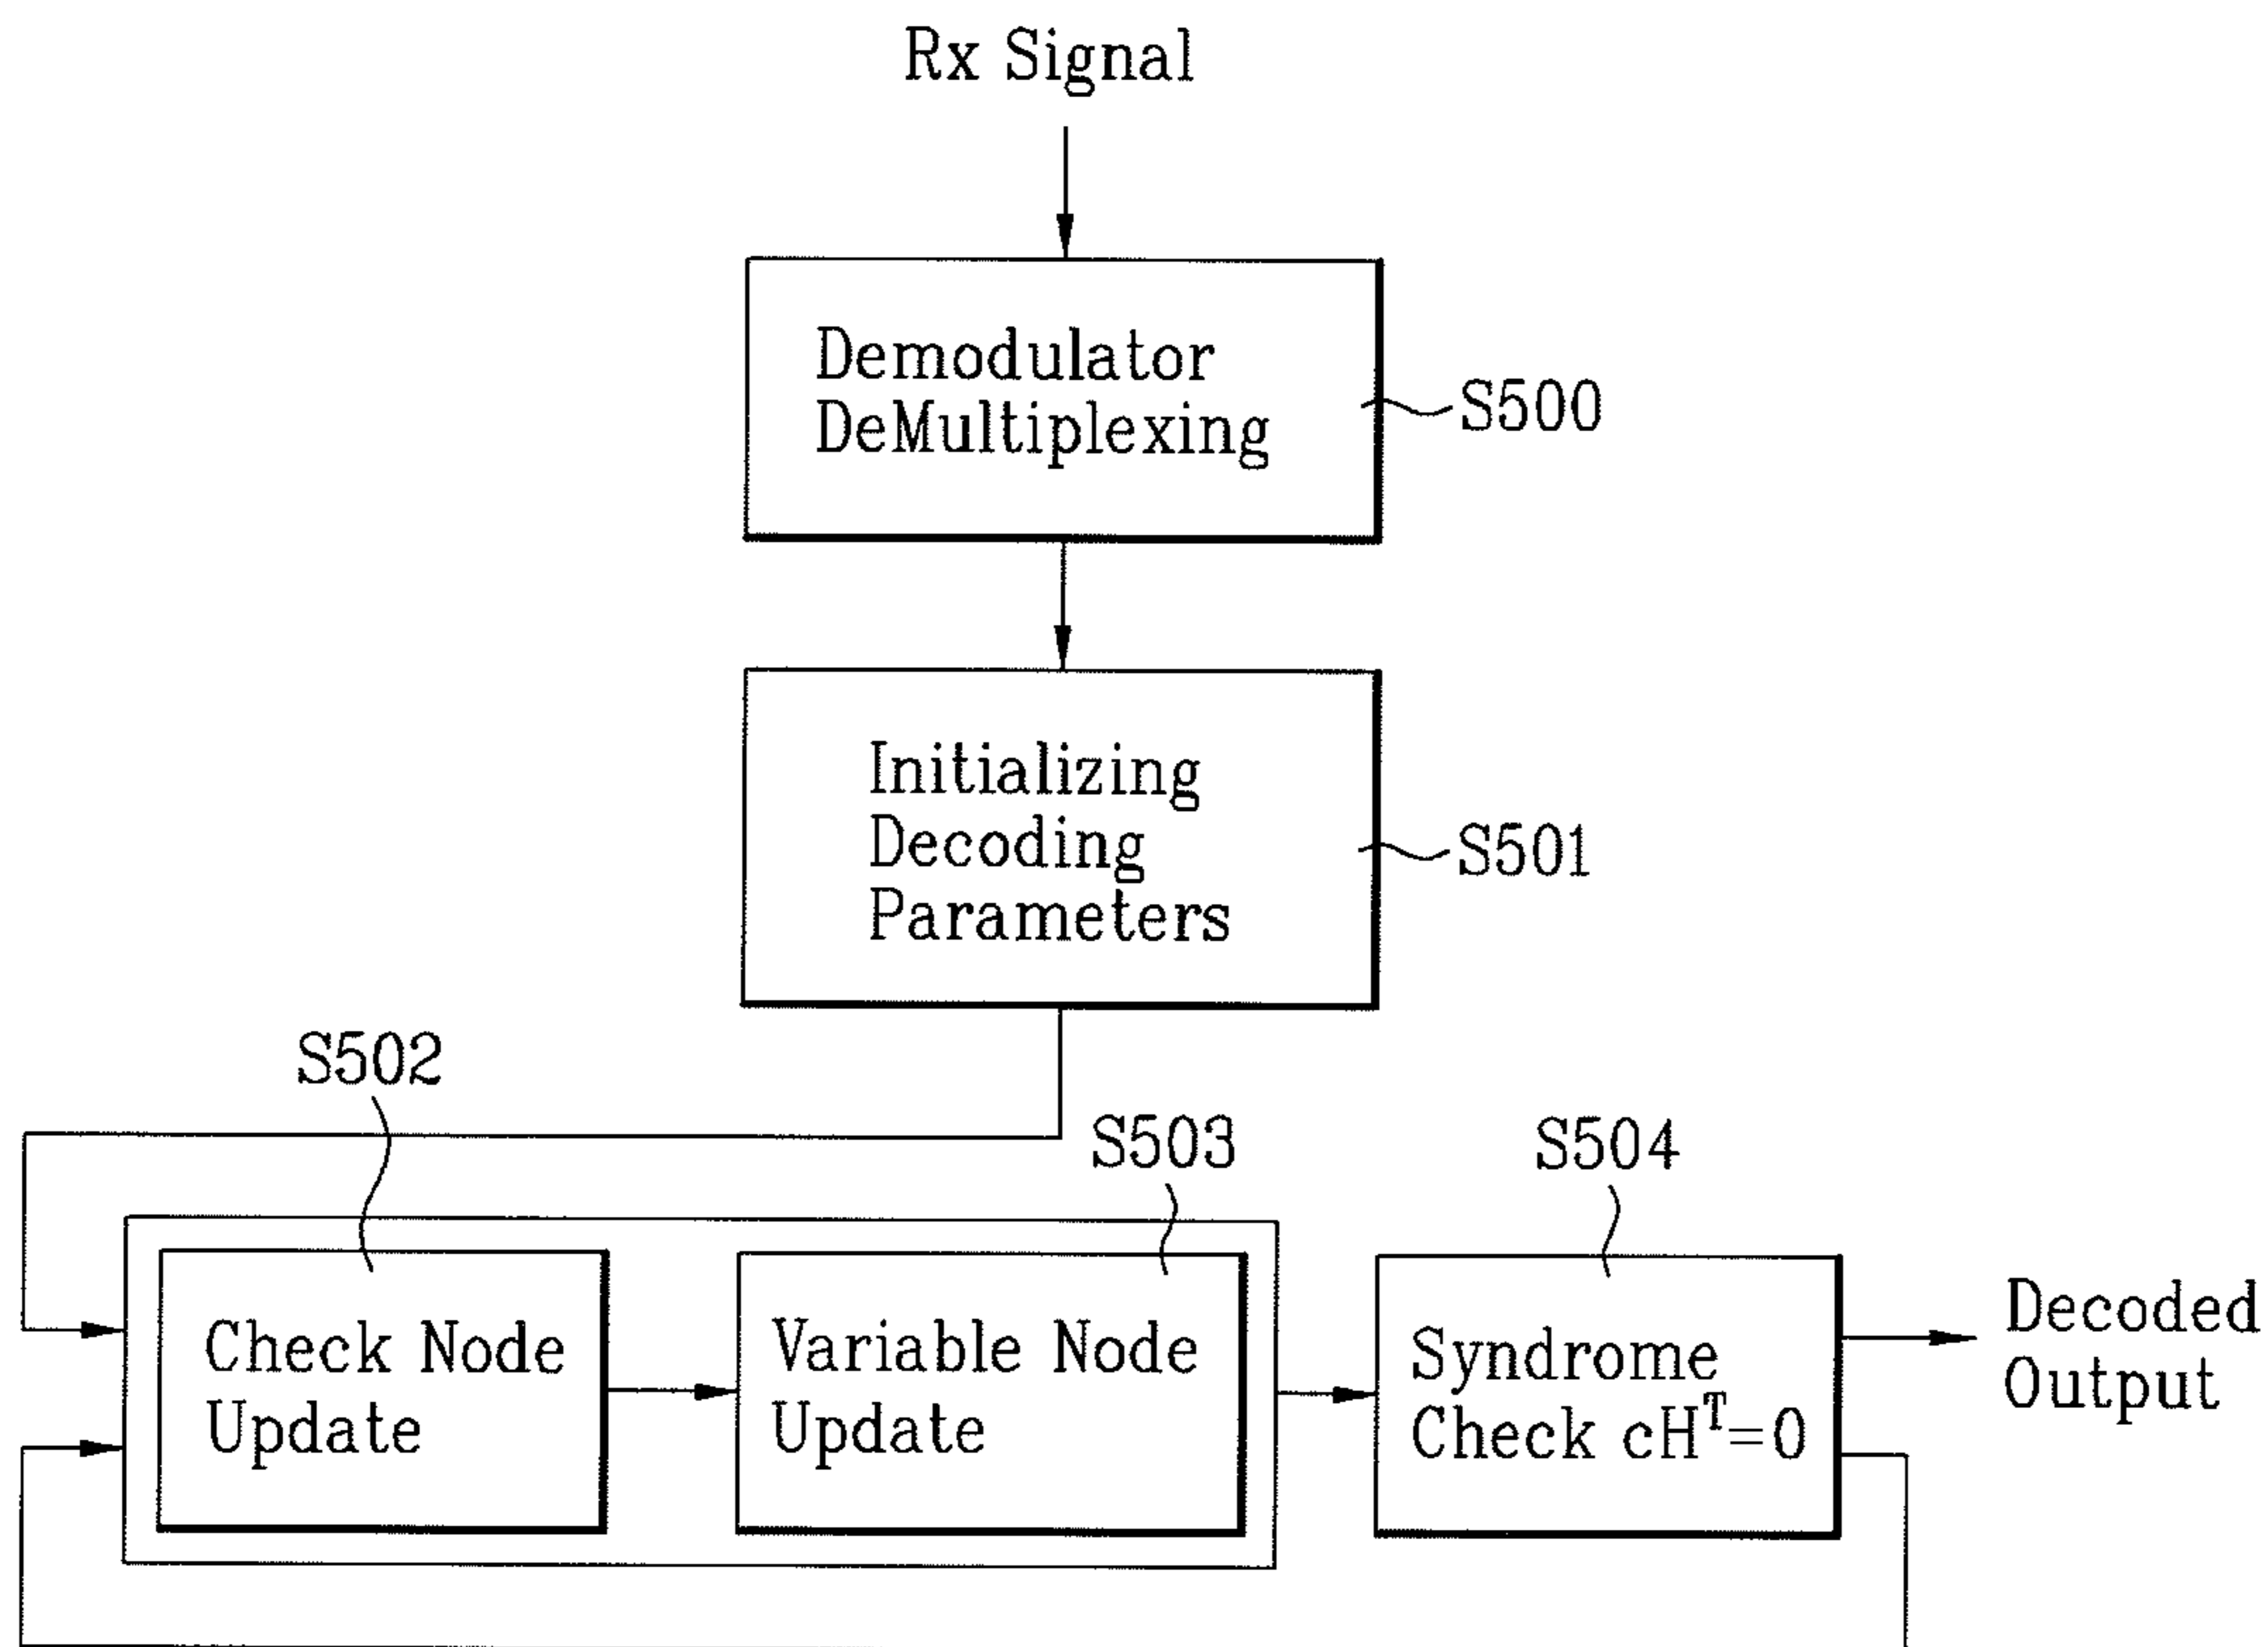 Rx Signal
Demodulator
DeMultiplexing
S500
Initializing
Decoding
Parameters
S501
S502
S503
S504
Check Node
Update
Variable Node
Update
Syndrome
Check cHᵀ=0
Decoded
Output